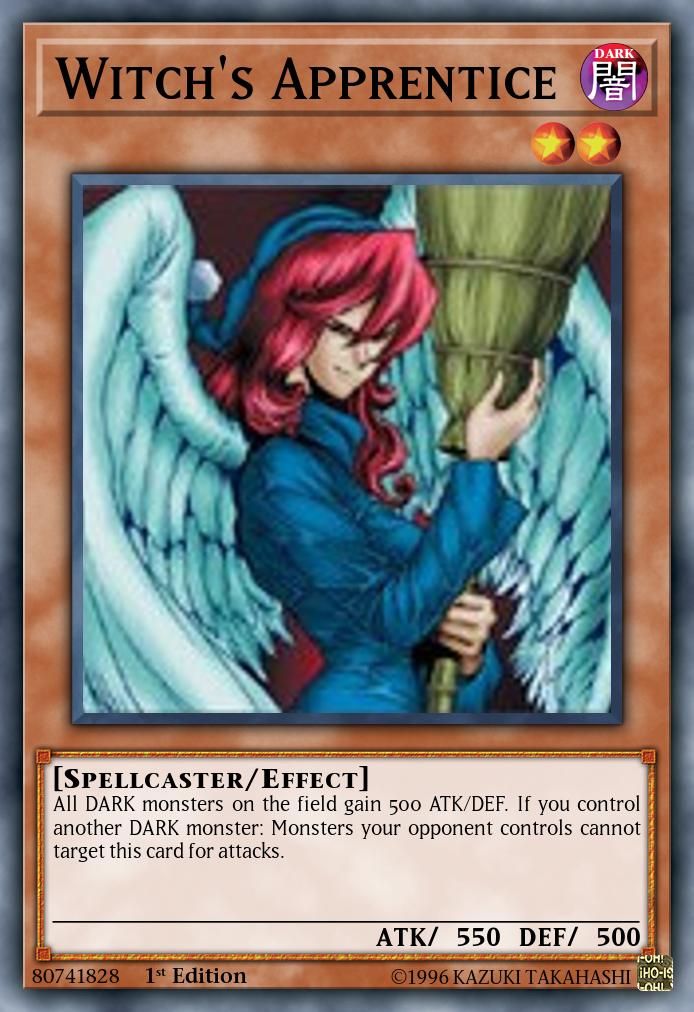 WITCH'S APPRENTICE
DARK
闇
[SPELLCASTER/EFFECT]
All DARK monsters on the field gain 500 ATK/DEF. If you control
another DARK monster: Monsters your opponent controls cannot
target this card for attacks.
ATK/ 550 DEF/ 500
80741828 1st Edition ©1996 KAZUKI TAKAHASHI